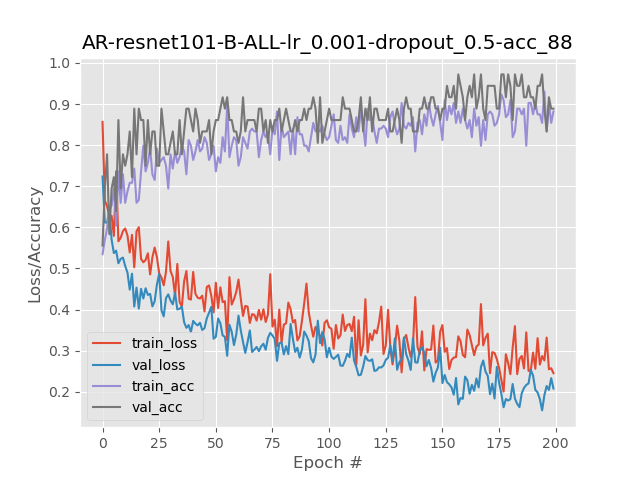 AR-resnet101-B-ALL-lr_0.001-dropout_0.5-acc_88
1.0
0.9
0.8
0.7
0.6
0.5
0.4
0.3
0.2
Loss/Accuracy
train_loss
val_loss
train_acc
val_acc
0 25 50 75 100 125 150 175 200
Epoch #